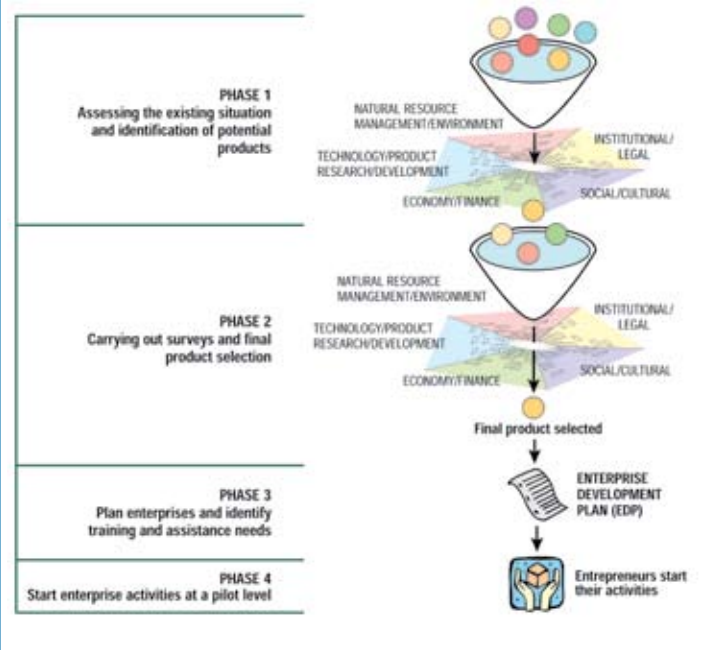 PHASE 1
Assessing the existing situation
and identification of potential
products
NATURAL RESOURCE
MANAGEMENT/ENVIRONMENT
INSTITUTIONAL/
LEGAL
TECHNOLOGY/PRODUCT
RESEARCH/DEVELOPMENT
SOCIAL/CULTURAL
ECONOMY/FINANCE
PHASE 2
Carrying out surveys and final
product selection
NATURAL RESOURCE
MANAGEMENT/ENVIRONMENT
INSTITUTIONAL/
LEGAL
TECHNOLOGY/PRODUCT
RESEARCH/DEVELOPMENT
SOCIAL/CULTURAL
ECONOMY/FINANCE
Final product selected
PHASE 3
Plan enterprises and identify
training and assistance needs
ENTERPRISE
DEVELOPMENT
PLAN (EDP)
PHASE 4
Start enterprise activities at a pilot level
Entrepreneurs start
their activities